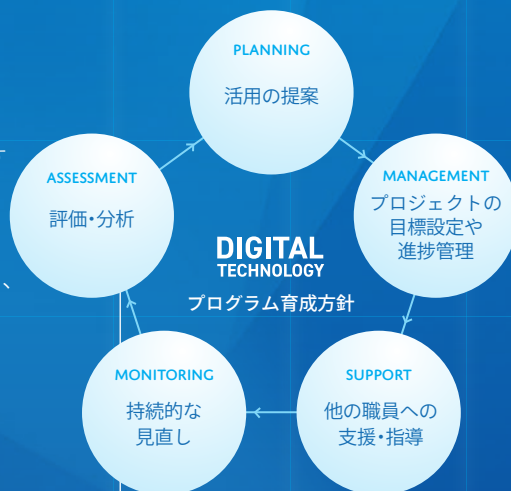 PLANNING
活用の提案
ASSESSMENT
評価・分析
MANAGEMENT
プロジェクトの
目標設定や
進捗管理
DIGITAL
TECHNOLOGY
プログラム育成方針
、
MONITORING
持続的な
見直し
SUPPORT
他の職員への
支援・指導